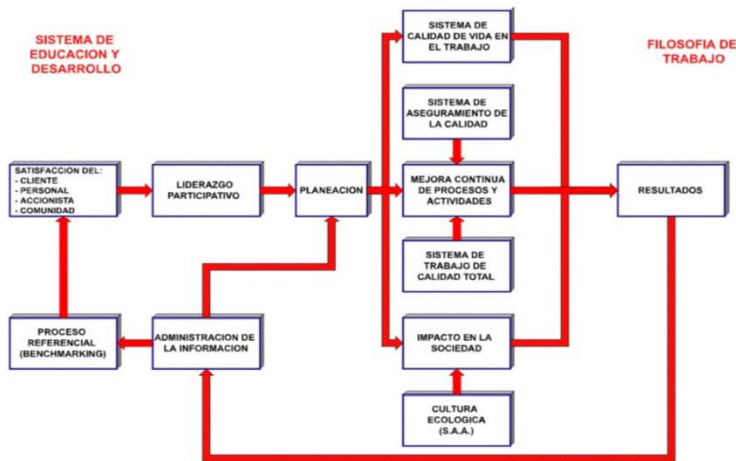 SISTEMA DE
EDUCACION Y
DESARROLLO
SISTEMA DE
CALIDAD DE VIDA EN
EL TRABAJO
FILOSOFIA DE
TRABAJO
SISTEMA DE
ASEGURAMIENTO DE
LA CALIDAD
SATISFACCION DEL:
- CLIENTE
- PERSONAL
- ACCIONISTA
- COMUNIDAD
LIDERAZGO
PARTICIPATIVO
PLANEACION
MEJORA CONTINUA
DE PROCESOS Y
ACTIVIDADES
RESULTADOS
SISTEMA DE
TRABAJO DE
CALIDAD TOTAL
PROCESO
REFERENCIAL
(BENCHMARKING)
ADMINISTRACION DE
LA INFORMACION
IMPACTO EN LA
SOCIEDAD
CULTURA
ECOLOGICA
(S.A.A.)